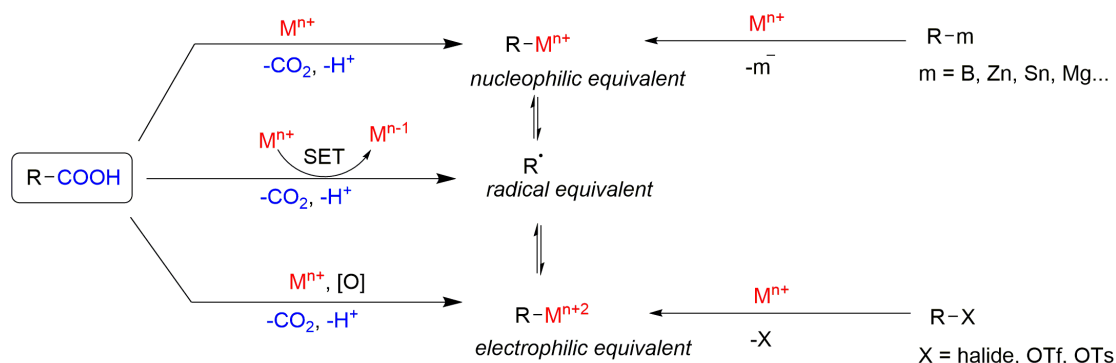 Mⁿ⁺
-CO₂, -H⁺
R-Mⁿ⁺
nucleophilic equivalent
Mⁿ⁺
-m⁻
R-m
m = B, Zn, Sn, Mg...
R-COOH
Mⁿ⁺
Mⁿ⁻¹
SET
-CO₂, -H⁺
R•
radical equivalent
Mⁿ⁺, [O]
-CO₂, -H⁺
R-Mⁿ⁺²
electrophilic equivalent
Mⁿ⁺
-X
R-X
X = halide, OTf, OTs